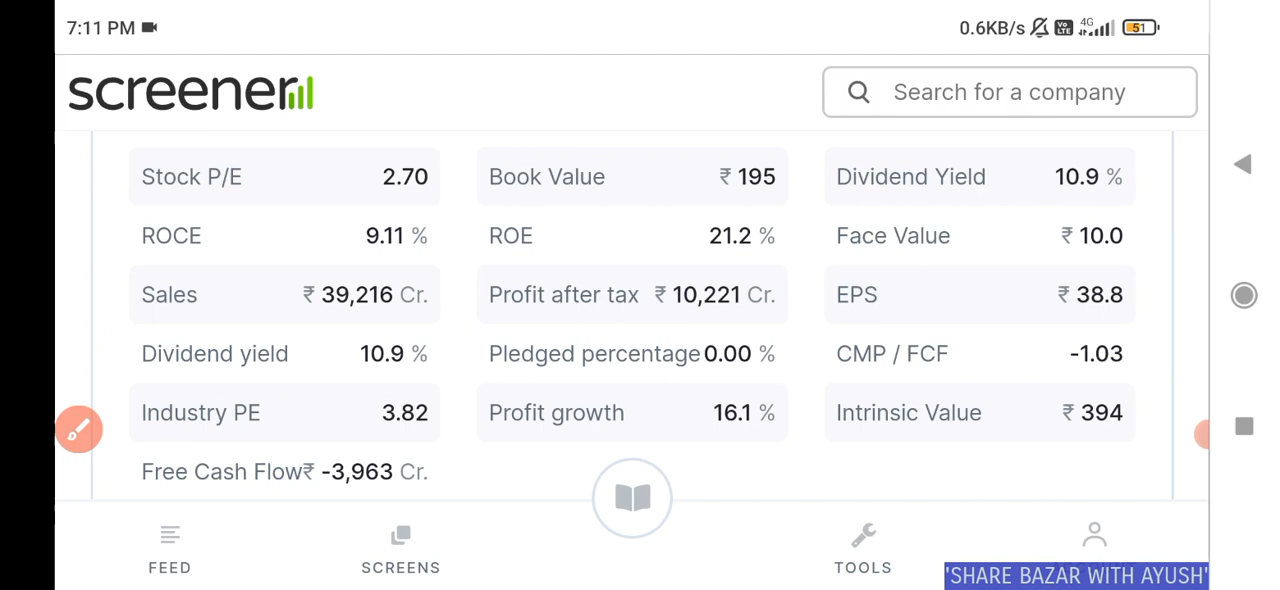 7:11 PM 0.6KB/s Vo LTE 4G 51
screener Search for a company
Stock P/E 2.70 Book Value ₹ 195 Dividend Yield 10.9 %
ROCE 9.11 % ROE 21.2 % Face Value ₹ 10.0
Sales ₹ 39,216 Cr. Profit after tax ₹ 10,221 Cr. EPS ₹ 38.8
Dividend yield 10.9 % Pledged percentage 0.00 % CMP / FCF -1.03
Industry PE 3.82 Profit growth 16.1 % Intrinsic Value ₹ 394
Free Cash Flow ₹ -3,963 Cr.
FEED SCREENS TOOLS
'SHARE BAZAR WITH AYUSH'